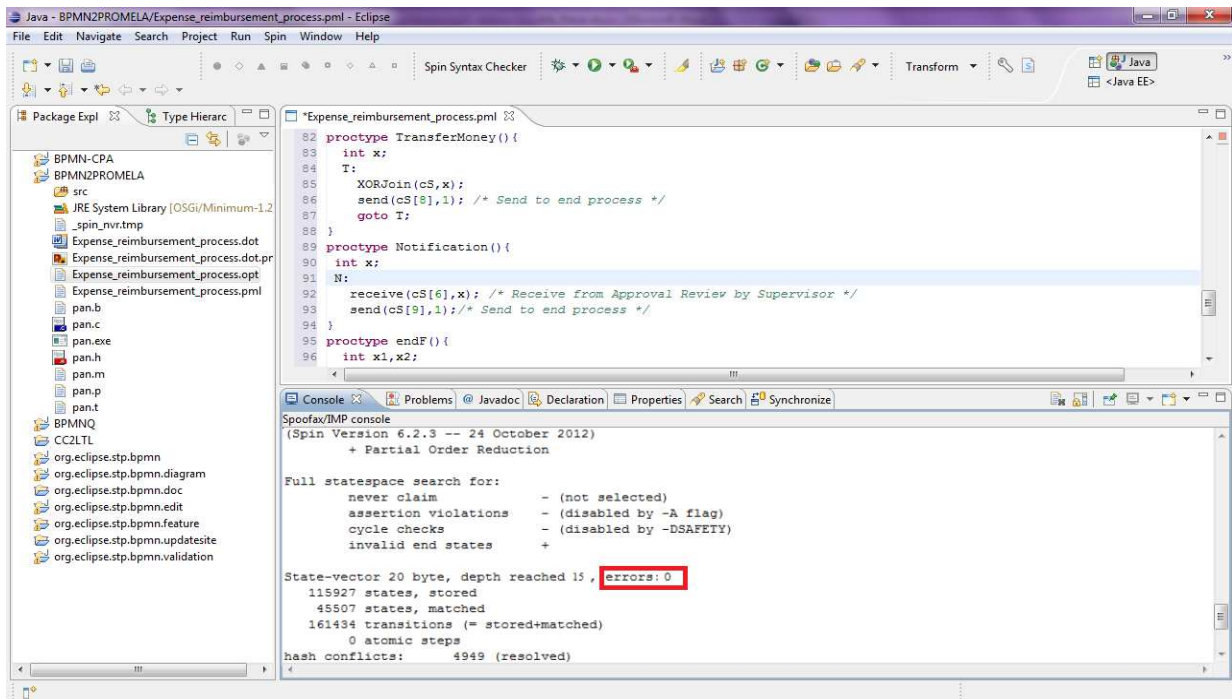 Java - BPMN2PROMELA/Expense_reimbursement_process.pml - Eclipse
File Edit Navigate Search Project Run Spin Window Help
Spin Syntax Checker Transform Java
<Java EE>
Package Expl Type Hierarc
BPMN-CPA
BPMN2PROMELA
src
JRE System Library [OSGi/Minimum-1.2
_spin_nvr.tmp
Expense_reimbursement_process.dot
Expense_reimbursement_process.dot.pr
Expense_reimbursement_process.opt
Expense_reimbursement_process.pml
pan.b
pan.c
pan.exe
pan.h
pan.m
pan.p
pan.t
BPMNQ
CC2LTL
org.eclipse.stp.bpmn
org.eclipse.stp.bpmn.diagram
org.eclipse.stp.bpmn.doc
org.eclipse.stp.bpmn.edit
org.eclipse.stp.bpmn.feature
org.eclipse.stp.bpmn.updatesite
org.eclipse.stp.bpmn.validation
*Expense_reimbursement_process.pml
82 proctype TransferMoney(){
83 int x;
84 T:
85 XORJoin(cS,x);
86 send(cS[8],1); /* Send to end process */
87 goto T;
88 }
89 proctype Notification(){
90 int x;
91 N:
92 receive(cS[6],x); /* Receive from Approval Review by Supervisor */
93 send(cS[9],1);/* Send to end process */
94 }
95 proctype endF(){
96 int x1,x2;
Console Problems @ Javadoc Declaration Properties Search Synchronize
Spoofax/IMP console
(Spin Version 6.2.3 -- 24 October 2012)
+ Partial Order Reduction
Full statespace search for:
never claim - (not selected)
assertion violations - (disabled by -A flag)
cycle checks - (disabled by -DSAFETY)
invalid end states +
State-vector 20 byte, depth reached 15 , errors: 0
115927 states, stored
45507 states, matched
161434 transitions (= stored+matched)
0 atomic steps
hash conflicts: 4949 (resolved)